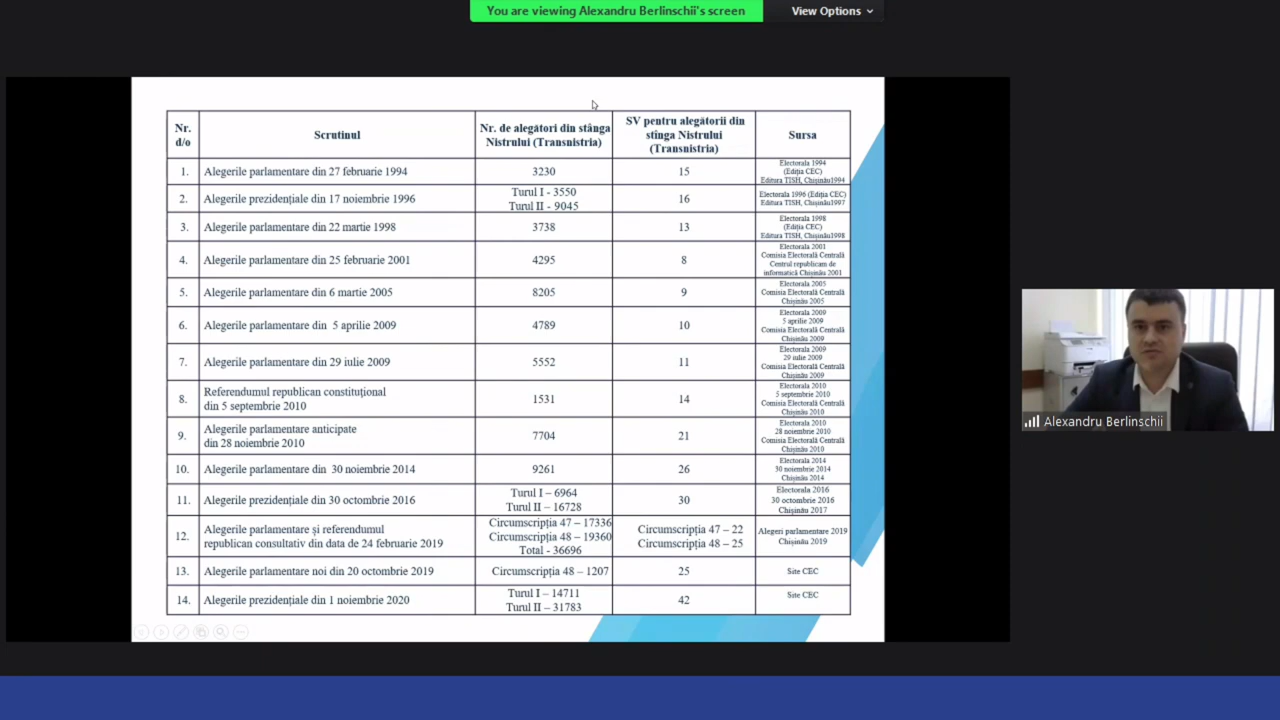 You are viewing Alexandru Berlinschii's screen
View Options
Nr. d/o
Scrutinul
Nr. de alegători din stânga
Nistrului (Transnistria)
SV pentru alegătorii din
stînga Nistrului
(Transnistria)
Sursa
1.
Alegerile parlamentare din 27 februarie 1994
3230
15
Electorala 1994
(Ediția CEC)
Editura TISH, Chișinău1994
2.
Alegerile prezidențiale din 17 noiembrie 1996
Turul I - 3550
Turul II - 9045
16
Electorala 1996 (Ediția CEC)
Editura TISH, Chișinău1997
3.
Alegerile parlamentare din 22 martie 1998
3738
13
Electorala 1998
(Ediția CEC)
Editura TISH, Chișinău1998
4.
Alegerile parlamentare din 25 februarie 2001
4295
8
Electorala 2001
Comisia Electorală Centrală
Centrul republicam de
informatică Chișinău 2001
5.
Alegerile parlamentare din 6 martie 2005
8205
9
Electorala 2005
Comisia Electorală Centrală
Chișinău 2005
6.
Alegerile parlamentare din 5 aprilie 2009
4789
10
Electorala 2009
5 aprilie 2009
Comisia Electorală Centrală
Chișinău 2009
7.
Alegerile parlamentare din 29 iulie 2009
5552
11
Electorala 2009
29 iulie 2009
Comisia Electorală Centrală
Chișinău 2009
8.
Referendumul republican constituțional
din 5 septembrie 2010
1531
14
Electorala 2010
5 septembrie 2010
Comisia Electorală Centrală
Chișinău 2010
9.
Alegerile parlamentare anticipate
din 28 noiembrie 2010
7704
21
Electorala 2010
28 noiembrie 2010
Comisia Electorală Centrală
Chișinău 2010
10.
Alegerile parlamentare din 30 noiembrie 2014
9261
26
Electorala 2014
30 noiembrie 2014
Chișinău 2014
11.
Alegerile prezidențiale din 30 octombrie 2016
Turul I – 6964
Turul II – 16728
30
Electorala 2016
30 octombrie 2016
Chișinău 2017
12.
Alegerile parlamentare și referendumul
republican consultativ din data de 24 februarie 2019
Circumscripția 47 – 17336
Circumscripția 48 – 19360
Total - 36696
Circumscripția 47 – 22
Circumscripția 48 – 25
Alegeri parlamentare 2019
Chișinău 2019
13.
Alegerile parlamentare noi din 20 octombrie 2019
Circumscripția 48 – 1207
25
Site CEC
14.
Alegerile prezidențiale din 1 noiembrie 2020
Turul I – 14711
Turul II – 31783
42
Site CEC
Alexandru Berlinschii